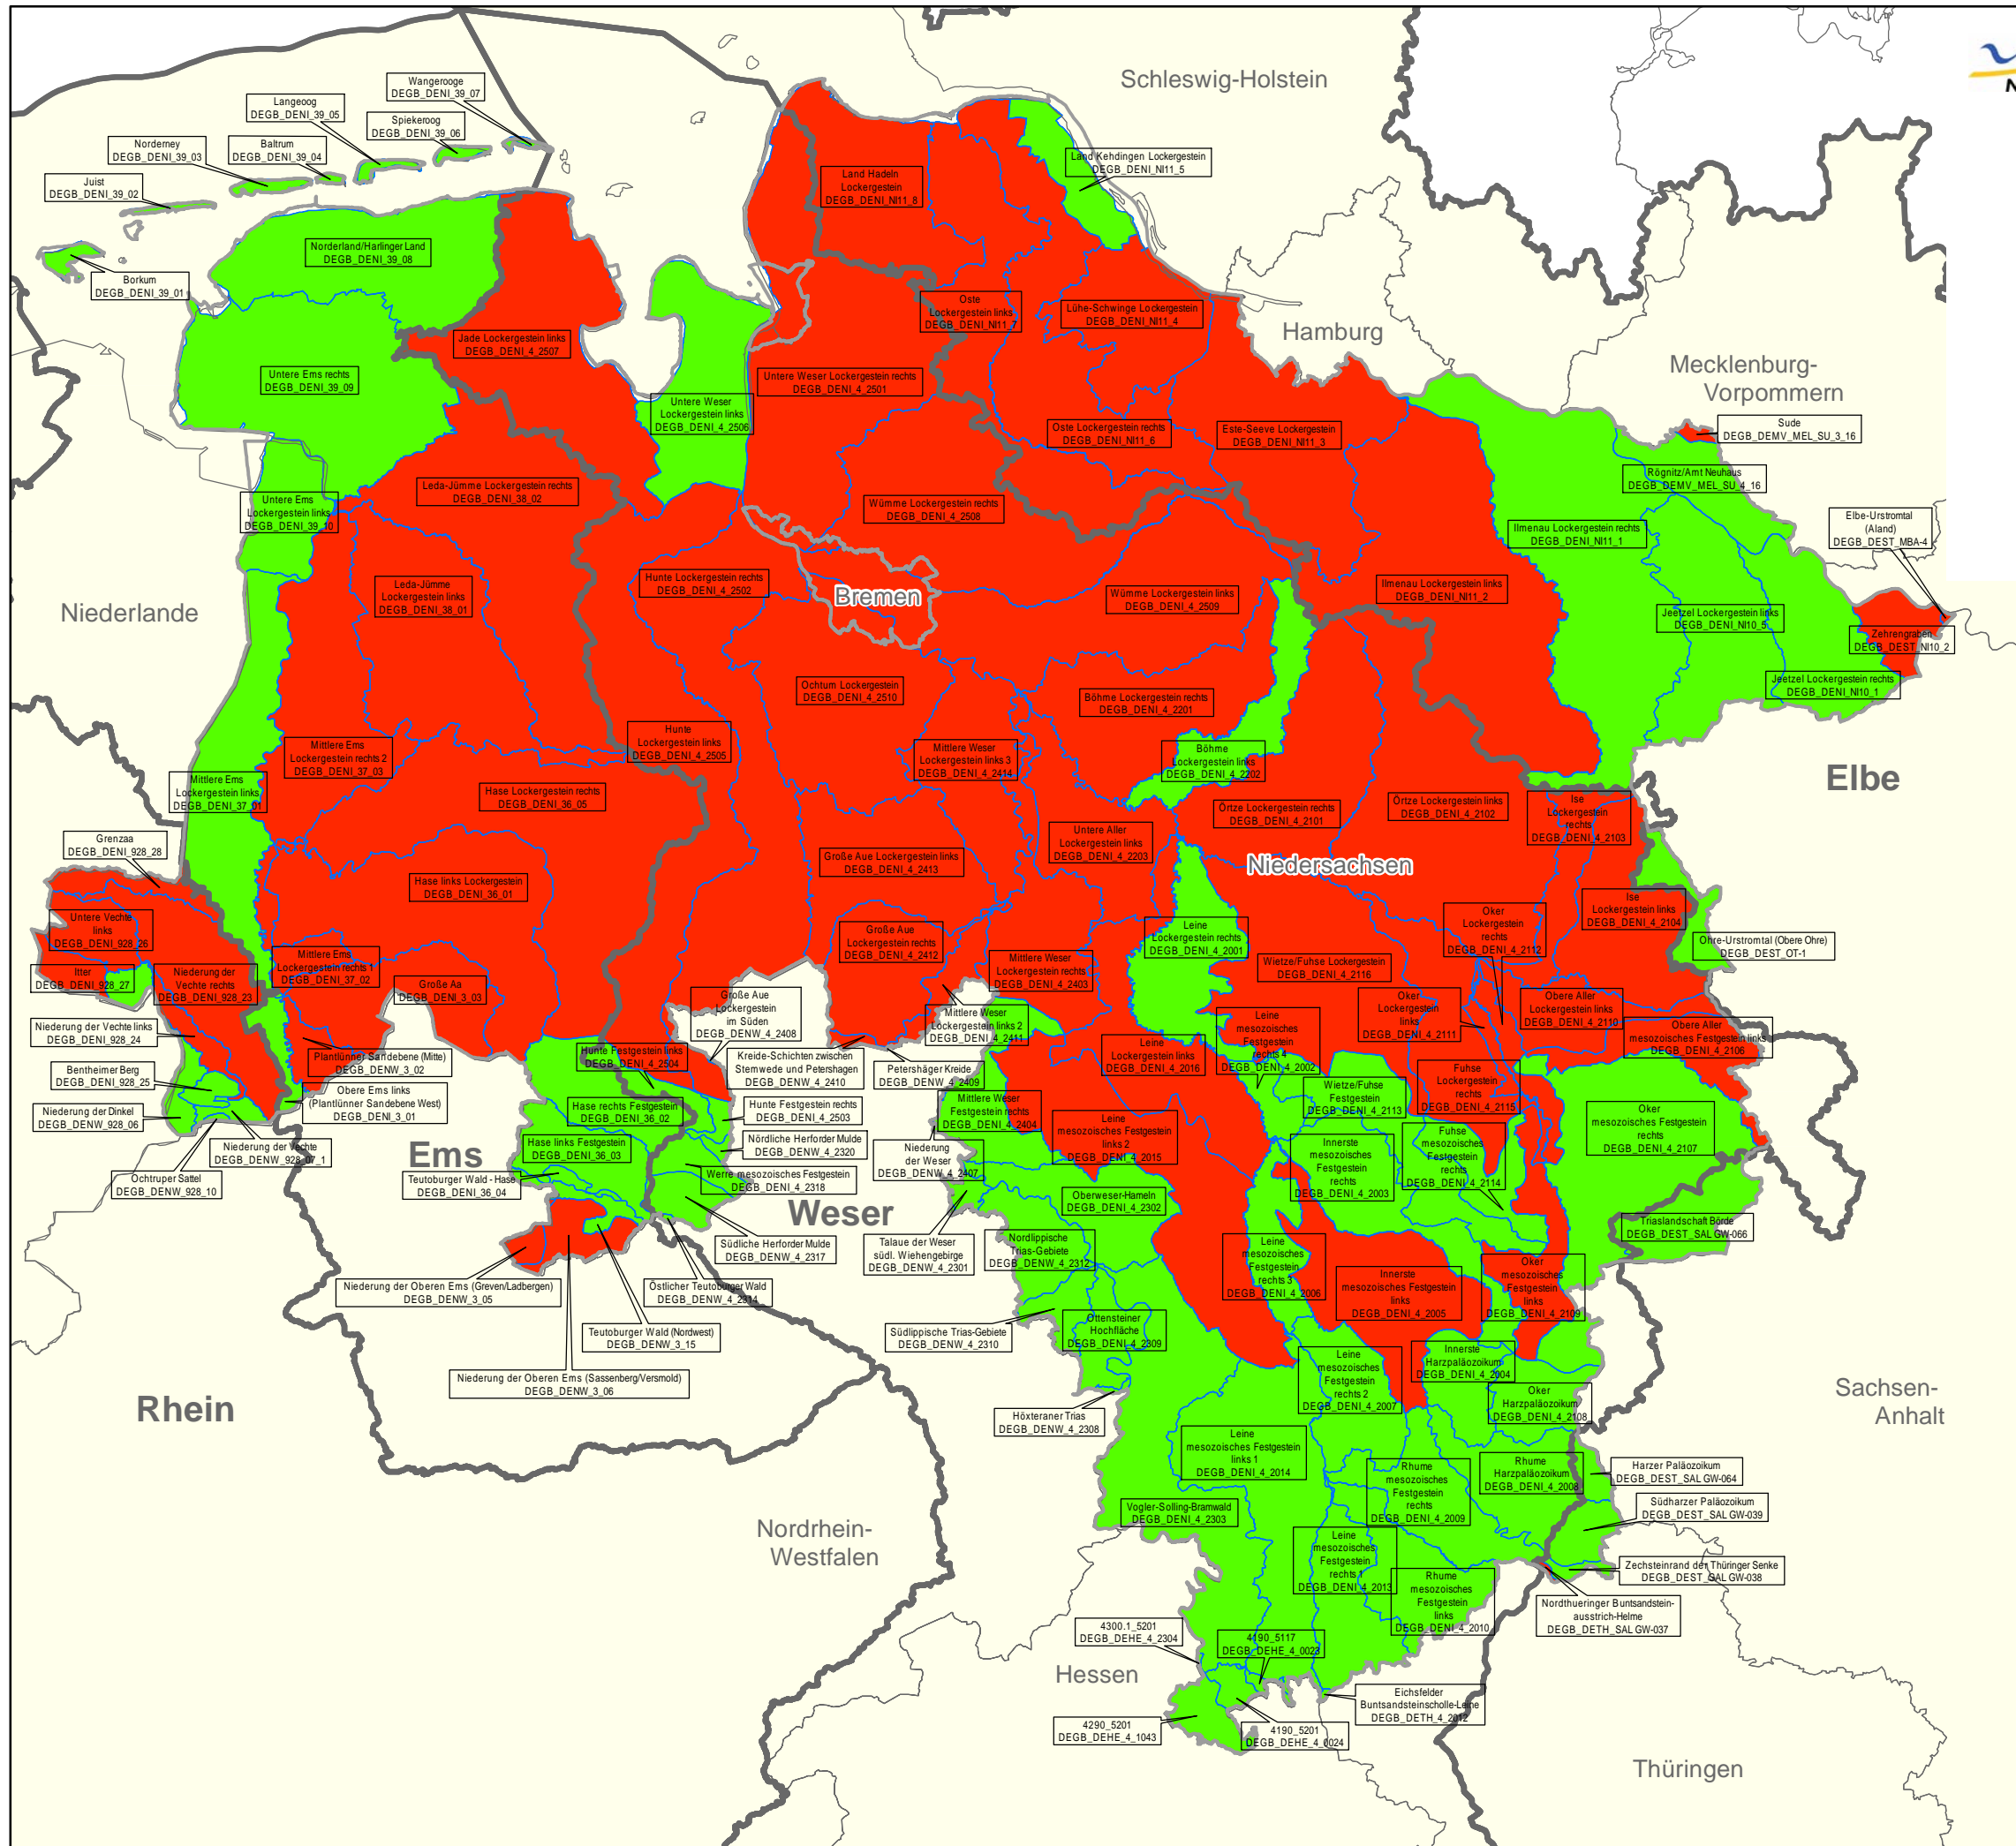 Schleswig-Holstein
N
Wangerooge
DEGB_DENI_39_07
Langeoog
DEGB_DENI_39_05
Spiekeroog
DEGB_DENI_39_06
Norderney
DEGB_DENI_39_03
Baltrum
DEGB_DENI_39_04
Juist
DEGB_DENI_39_02
Borkum
DEGB_DENI_39_01
Norderland/Harlinger Land
DEGB_DENI_39_08
Land Hadeln
Lockergestein
DEGB_DENI_NI11_8
Land Kehdingen Lockergestein
DEGB_DENI_NI11_5
Oste
Lockergestein links
DEGB_DENI_NI11_7
Lühe-Schwinge Lockergestein
DEGB_DENI_NI11_4
Hamburg
Jade Lockergestein links
DEGB_DENI_4_2507
Untere Ems rechts
DEGB_DENI_39_09
Untere Weser Lockergestein rechts
DEGB_DENI_4_2501
Mecklenburg-
Vorpommern
Untere Weser
Lockergestein links
DEGB_DENI_4_2506
Oste Lockergestein rechts
DEGB_DENI_NI11_6
Este-Seeve Lockergestein
DEGB_DENI_NI11_3
Sude
DEGB_DEMV_MEL_SU_3_16
Rögnitz/Amt Neuhaus
DEGB_DEMV_MEL_SU_4_16
Leda-Jümme Lockergestein rechts
DEGB_DENI_38_02
Untere Ems
Lockergestein links
DEGB_DENI_39_10
Wümme Lockergestein rechts
DEGB_DENI_4_2508
Ilmenau Lockergestein rechts
DEGB_DENI_NI11_1
Elbe-Urstromtal
(Aland)
DEGB_DEST_MBA-4
Niederlande
Leda-Jümme
Lockergestein links
DEGB_DENI_38_01
Hunte Lockergestein rechts
DEGB_DENI_4_2502
Bremen
Wümme Lockergestein links
DEGB_DENI_4_2509
Ilmenau Lockergestein links
DEGB_DENI_NI11_2
Jeetzel Lockergestein links
DEGB_DENI_NI10_5
Zehrengraben
DEGB_DEST_NI10_2
Jeetzel Lockergestein rechts
DEGB_DENI_NI10_1
Ochtum Lockergestein
DEGB_DENI_4_2510
Böhme Lockergestein rechts
DEGB_DENI_4_2201
Hunte
Lockergestein links
DEGB_DENI_4_2505
Mittlere Ems
Lockergestein rechts 2
DEGB_DENI_37_03
Mittlere Weser
Lockergestein links 3
DEGB_DENI_4_2414
Böhme
Lockergestein links
DEGB_DENI_4_2202
Elbe
Mittlere Ems
Lockergestein links
DEGB_DENI_37_01
Hase Lockergestein rechts
DEGB_DENI_36_05
Örtze Lockergestein rechts
DEGB_DENI_4_2101
Örtze Lockergestein links
DEGB_DENI_4_2102
Ise
Lockergestein
rechts
DEGB_DENI_4_2103
Untere Aller
Lockergestein links
DEGB_DENI_4_2203
Grenzaa
DEGB_DENI_928_28
Große Aue Lockergestein links
DEGB_DENI_4_2413
Niedersachsen
Hase links Lockergestein
DEGB_DENI_36_01
Untere Vechte
links
DEGB_DENI_928_26
Ise
Lockergestein links
DEGB_DENI_4_2104
Oker
Lockergestein
rechts
DEGB_DENI_4_2112
Große Aue
Lockergestein rechts
DEGB_DENI_4_2412
Leine
Lockergestein rechts
DEGB_DENI_4_2001
Ohre-Urstromtal (Obere Ohre)
DEGB_DEST_OT-1
Itter
DEGB_DENI_928_27
Niederung der
Vechte rechts
DEGB_DENI_928_23
Mittlere Ems
Lockergestein rechts 1
DEGB_DENI_37_02
Große Aa
DEGB_DENI_3_03
Mittlere Weser
Lockergestein rechts
DEGB_DENI_4_2403
Wietze/Fuhse Lockergestein
DEGB_DENI_4_2116
Große Aue
Lockergestein
im Süden
DEGB_DENW_4_2408
Mittlere Weser
Lockergestein links 2
DEGB_DENI_4_2411
Oker
Lockergestein
links
DEGB_DENI_4_2111
Obere Aller
Lockergestein links
DEGB_DENI_4_2110
Obere Aller
mesozoisches Festgestein links
DEGB_DENI_4_2106
Niederung der Vechte links
DEGB_DENI_928_24
Leine
mesozoisches
Festgestein
rechts 4
DEGB_DENI_4_2002
Leine
Lockergestein links
DEGB_DENI_4_2016
Plantlünner Sandebene (Mitte)
DEGB_DENW_3_02
Hunte Festgestein links
DEGB_DENI_4_2504
Kreide-Schichten zwischen
Stemwede und Petershagen
DEGB_DENW_4_2410
Petershäger Kreide
DEGB_DENW_4_2409
Bentheimer Berg
DEGB_DENI_928_25
Obere Ems links
(Plantlünner Sandebene West)
DEGB_DENI_3_01
Fuhse
Lockergestein
rechts
DEGB_DENI_4_2115
Wietze/Fuhse
Festgestein
DEGB_DENI_4_2113
Niederung der Dinkel
DEGB_DENW_928_06
Hase rechts Festgestein
DEGB_DENI_36_02
Hunte Festgestein rechts
DEGB_DENI_4_2503
Mittlere Weser
Festgestein rechts
DEGB_DENI_4_2404
Oker
mesozoisches Festgestein
rechts
DEGB_DENI_4_2107
Leine
mesozoisches Festgestein
links 2
DEGB_DENI_4_2015
Fuhse
mesozoisches
Festgestein
rechts
DEGB_DENI_4_2114
Innerste
mesozoisches
Festgestein
rechts
DEGB_DENI_4_2003
Niederung der Vechte
DEGB_DENW_928_07_1
Ems
Hase links Festgestein
DEGB_DENI_36_03
Nördliche Herforder Mulde
DEGB_DENW_4_2320
Niederung
der Weser
DEGB_DENW_4_2407
Ochtruper Sattel
DEGB_DENW_928_10
Teutoburger Wald - Hase
DEGB_DENI_36_04
Werre mesozoisches Festgestein
DEGB_DENI_4_2318
Oberweser-Hameln
DEGB_DENI_4_2302
Weser
Triaslandschaft Börde
DEGB_DEST_SAL GW-066
Südliche Herforder Mulde
DEGB_DENW_4_2317
Talaue der Weser
südl. Wiehengebirge
DEGB_DENW_4_2301
Nordlippische
Trias-Gebiete
DEGB_DENW_4_2312
Leine
mesozoisches
Festgestein
rechts 3
DEGB_DENI_4_2006
Innerste
mesozoisches Festgestein
links
DEGB_DENI_4_2005
Oker
mesozoisches
Festgestein
links
DEGB_DENI_4_2109
Niederung der Oberen Ems (Greven/Ladbergen)
DEGB_DENW_3_05
Östlicher Teutoburger Wald
DEGB_DENW_4_2314
Teutoburger Wald (Nordwest)
DEGB_DENW_3_15
Südlippische Trias-Gebiete
DEGB_DENW_4_2310
Ottensteiner
Hochfläche
DEGB_DENI_4_2309
Niederung der Oberen Ems (Sassenberg/Versmold)
DEGB_DENW_3_06
Leine
mesozoisches
Festgestein
rechts 2
DEGB_DENI_4_2007
Innerste
Harzpaläozoikum
DEGB_DENI_4_2004
Oker
Harzpaläozoikum
DEGB_DENI_4_2108
Sachsen-
Anhalt
Rhein
Höxteraner Trias
DEGB_DENW_4_2308
Leine
mesozoisches Festgestein
links 1
DEGB_DENI_4_2014
Rhume
mesozoisches
Festgestein
rechts
DEGB_DENI_4_2009
Rhume
Harzpaläozoikum
DEGB_DENI_4_2008
Harzer Paläozoikum
DEGB_DEST_SAL GW-064
Südharzer Paläozoikum
DEGB_DEST_SAL GW-039
Vogler-Solling-Bramwald
DEGB_DENI_4_2303
Nordrhein-
Westfalen
Leine
mesozoisches
Festgestein
rechts 1
DEGB_DENI_4_2013
Rhume
mesozoisches
Festgestein
links
DEGB_DENI_4_2010
Zechsteinrand der Thüringer Senke
DEGB_DEST_SAL GW-038
Nordthueringer Buntsandstein-
ausstrich-Helme
DEGB_DETH_SAL GW-037
4300.1_5201
DEGB_DEHE_4_2304
4190_5117
DEGB_DEHE_4_0023
Hessen
Eichsfelder
Buntsandsteinscholle-Leine
DEGB_DETH_4_2012
4290_5201
DEGB_DEHE_4_1043
4190_5201
DEGB_DEHE_4_0024
Thüringen